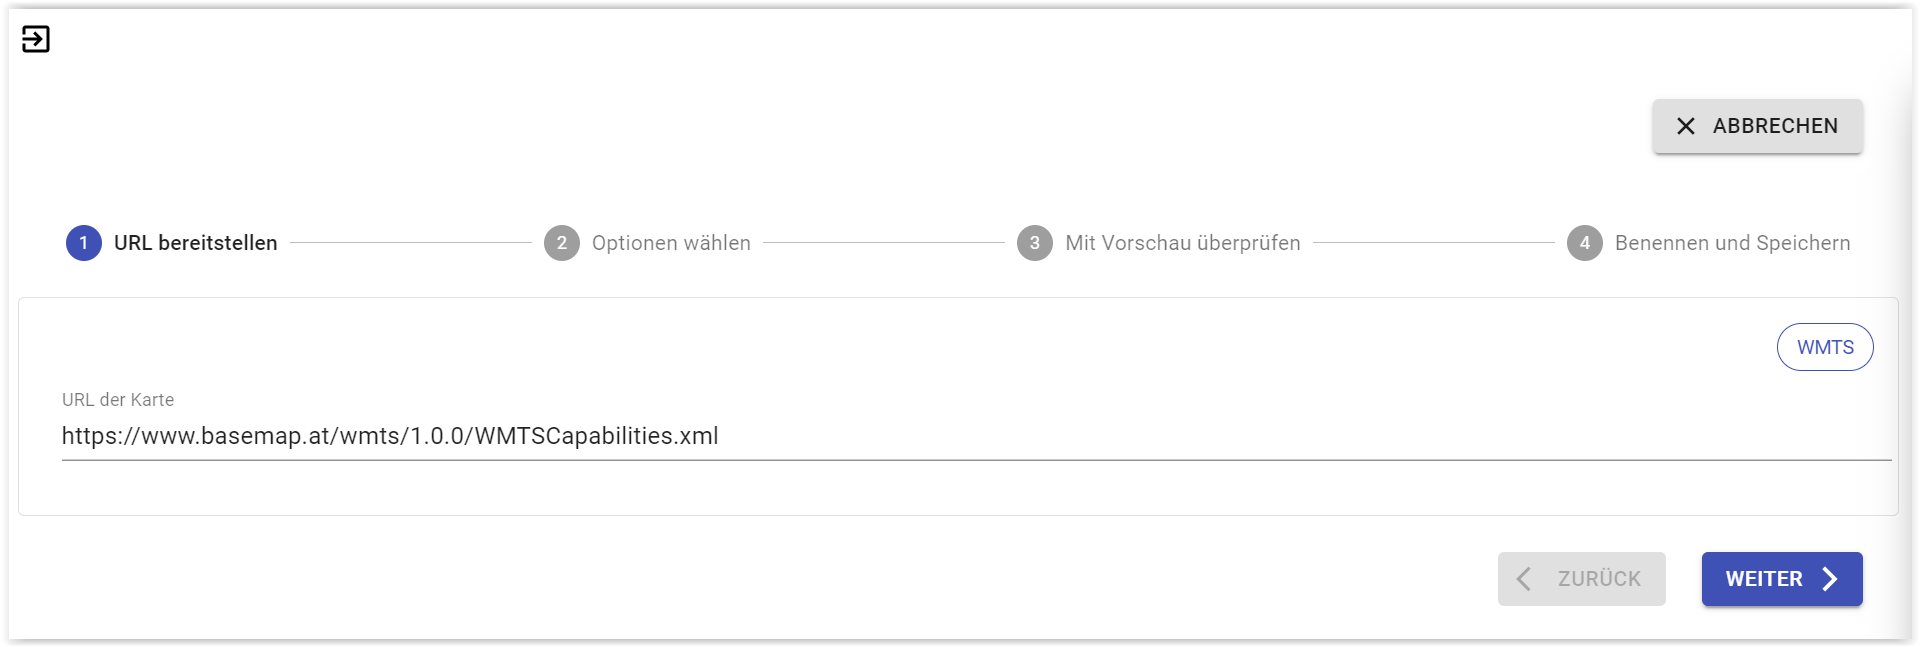 ABBRECHEN
1 URL bereitstellen 2 Optionen wählen 3 Mit Vorschau überprüfen 4 Benennen und Speichern
WMTS
URL der Karte
https://www.basemap.at/wmts/1.0.0/WMTSCapabilities.xml
ZURÜCK WEITER